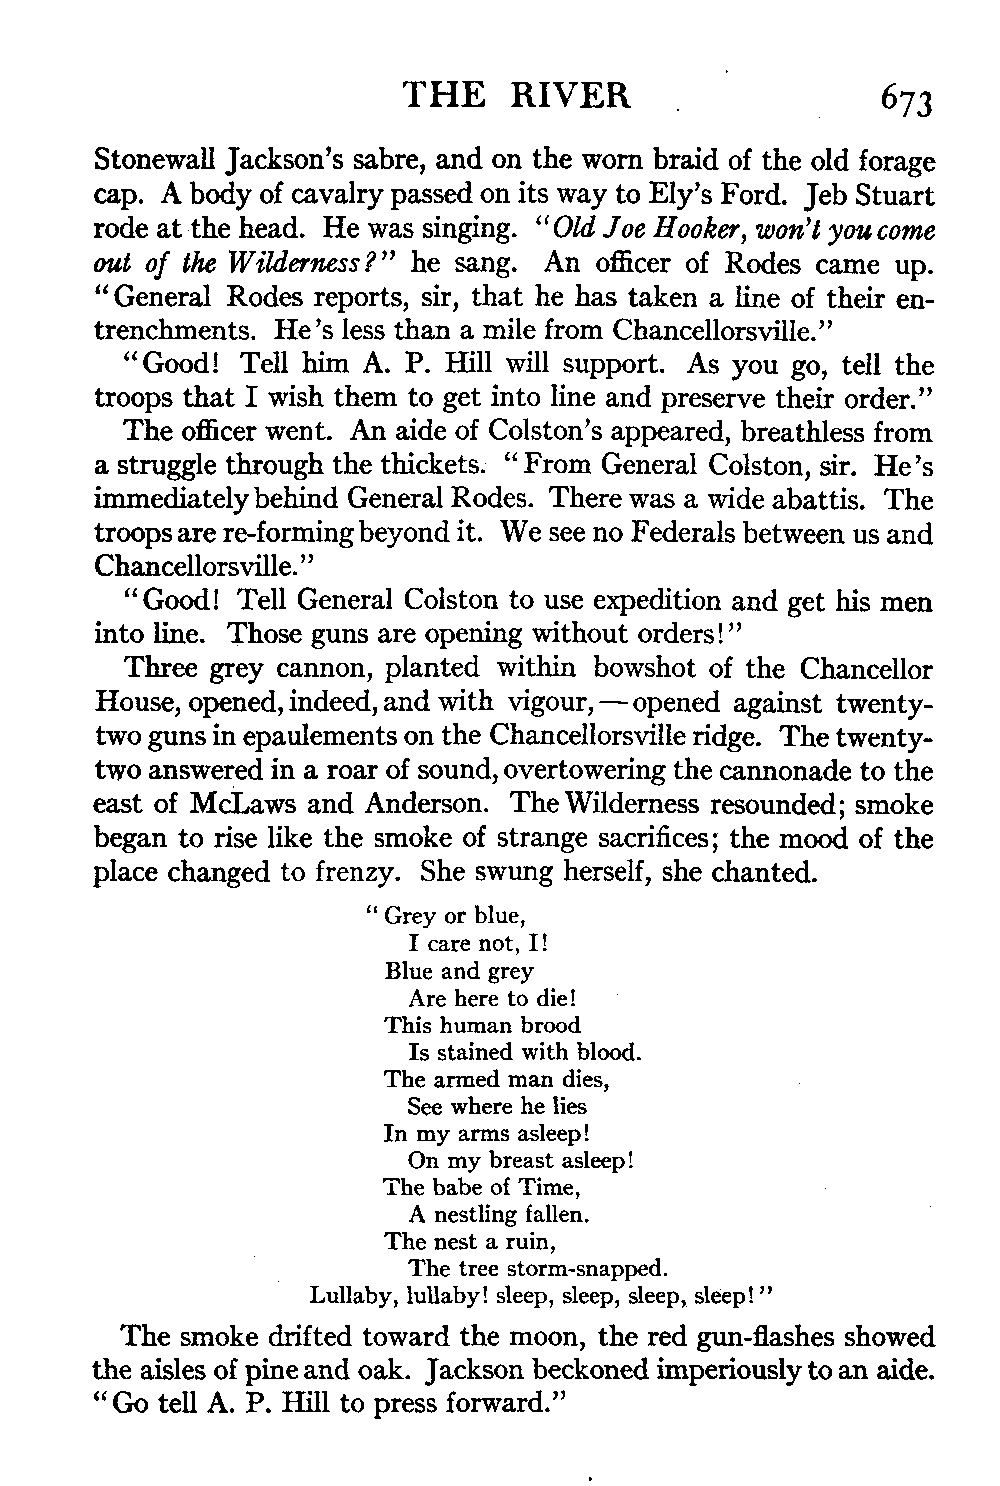 THE RIVER 673
Stonewall Jackson's sabre, and on the worn braid of the old forage
cap. A body of cavalry passed on its way to Ely's Ford. Jeb Stuart
rode at the head. He was singing. "Old Joe Hooker, won't you come
out of the Wilderness?" he sang. An officer of Rodes came up.
"General Rodes reports, sir, that he has taken a line of their en-
trenchments. He's less than a mile from Chancellorsville."
"Good! Tell him A. P. Hill will support. As you go, tell the
troops that I wish them to get into line and preserve their order."
The officer went. An aide of Colston's appeared, breathless from
a struggle through the thickets. "From General Colston, sir. He's
immediately behind General Rodes. There was a wide abattis. The
troops are re-forming beyond it. We see no Federals between us and
Chancellorsville."
"Good! Tell General Colston to use expedition and get his men
into line. Those guns are opening without orders!"
Three grey cannon, planted within bowshot of the Chancellor
House, opened, indeed, and with vigour,—opened against twenty-
two guns in epaulements on the Chancellorsville ridge. The twenty-
two answered in a roar of sound, overtowering the cannonade to the
east of McLaws and Anderson. The Wilderness resounded; smoke
began to rise like the smoke of strange sacrifices; the mood of the
place changed to frenzy. She swung herself, she chanted.
"Grey or blue,
I care not, I!
Blue and grey
Are here to die!
This human brood
Is stained with blood.
The armed man dies,
See where he lies
In my arms asleep!
On my breast asleep!
The babe of Time,
A nestling fallen.
The nest a ruin,
The tree storm-snapped.
Lullaby, lullaby! sleep, sleep, sleep, sleep!"
The smoke drifted toward the moon, the red gun-flashes showed
the aisles of pine and oak. Jackson beckoned imperiously to an aide.
"Go tell A. P. Hill to press forward."